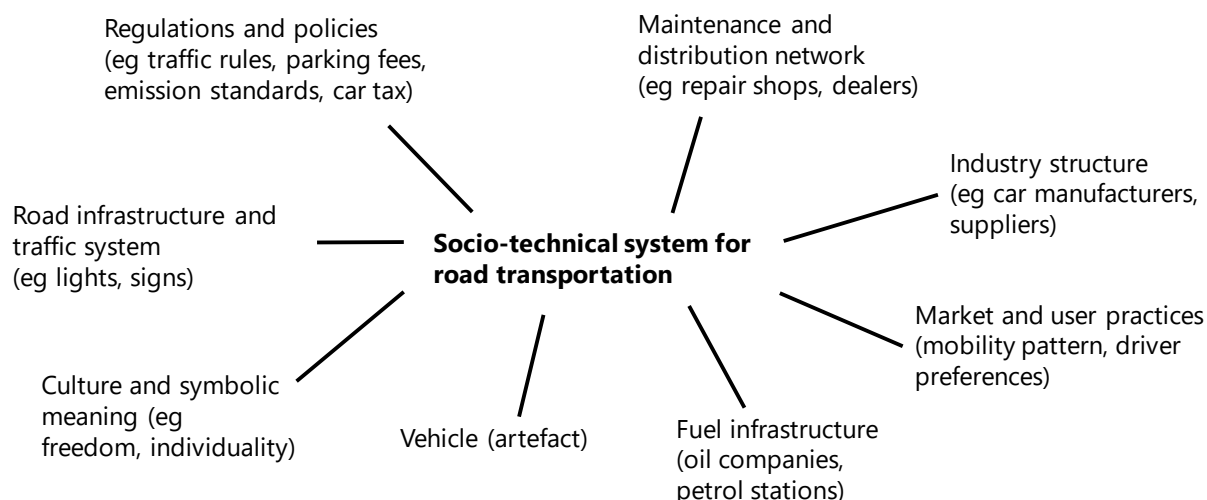 Regulations and policies
(eg traffic rules, parking fees,
emission standards, car tax)
Maintenance and
distribution network
(eg repair shops, dealers)
Industry structure
(eg car manufacturers,
suppliers)
Road infrastructure and
traffic system
(eg lights, signs)
Socio-technical system for
road transportation
Market and user practices
(mobility pattern, driver
preferences)
Culture and symbolic
meaning (eg
freedom, individuality)
Vehicle (artefact)
Fuel infrastructure
(oil companies,
petrol stations)